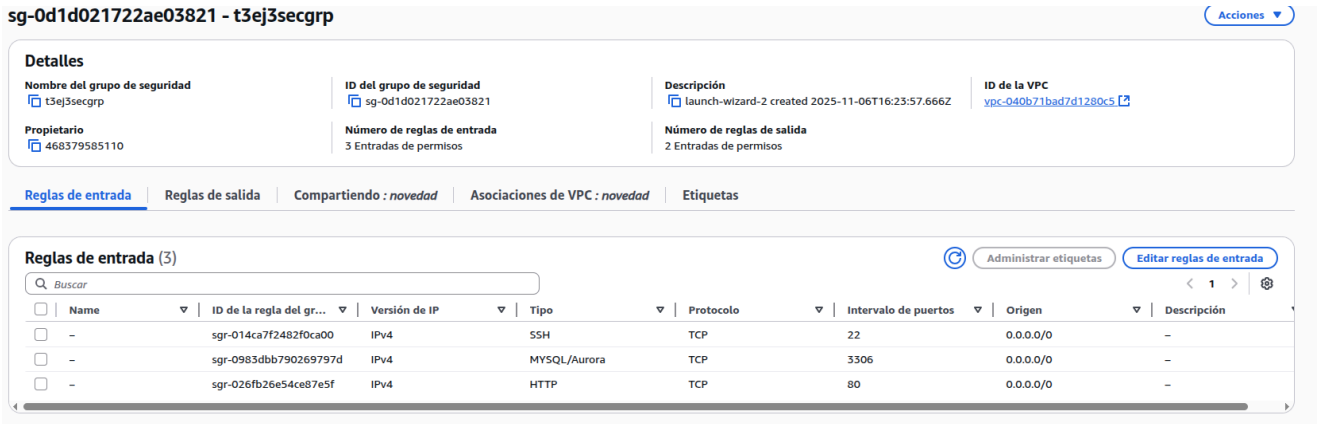 sg-0d1d021722ae03821 - t3ej3secgrp
Acciones
Detalles
Nombre del grupo de seguridad
t3ej3secgrp
ID del grupo de seguridad
sg-0d1d021722ae03821
Descripción
launch-wizard-2 created 2025-11-06T16:23:57.666Z
ID de la VPC
vpc-040b71bad7d1280c5
Propietario
468379585110
Número de reglas de entrada
3 Entradas de permisos
Número de reglas de salida
2 Entradas de permisos
Reglas de entrada
Reglas de salida
Compartiendo : novedad
Asociaciones de VPC : novedad
Etiquetas
Reglas de entrada (3)
Administrar etiquetas
Editar reglas de entrada
Buscar
1
Name ID de la regla del gr... Versión de IP Tipo Protocolo Intervalo de puertos Origen Descripción
– sgr-014ca7f2482f0ca00 IPv4 SSH TCP 22 0.0.0.0/0 –
– sgr-0983dbb790269797d IPv4 MYSQL/Aurora TCP 3306 0.0.0.0/0 –
– sgr-026fb26e54ce87e5f IPv4 HTTP TCP 80 0.0.0.0/0 –